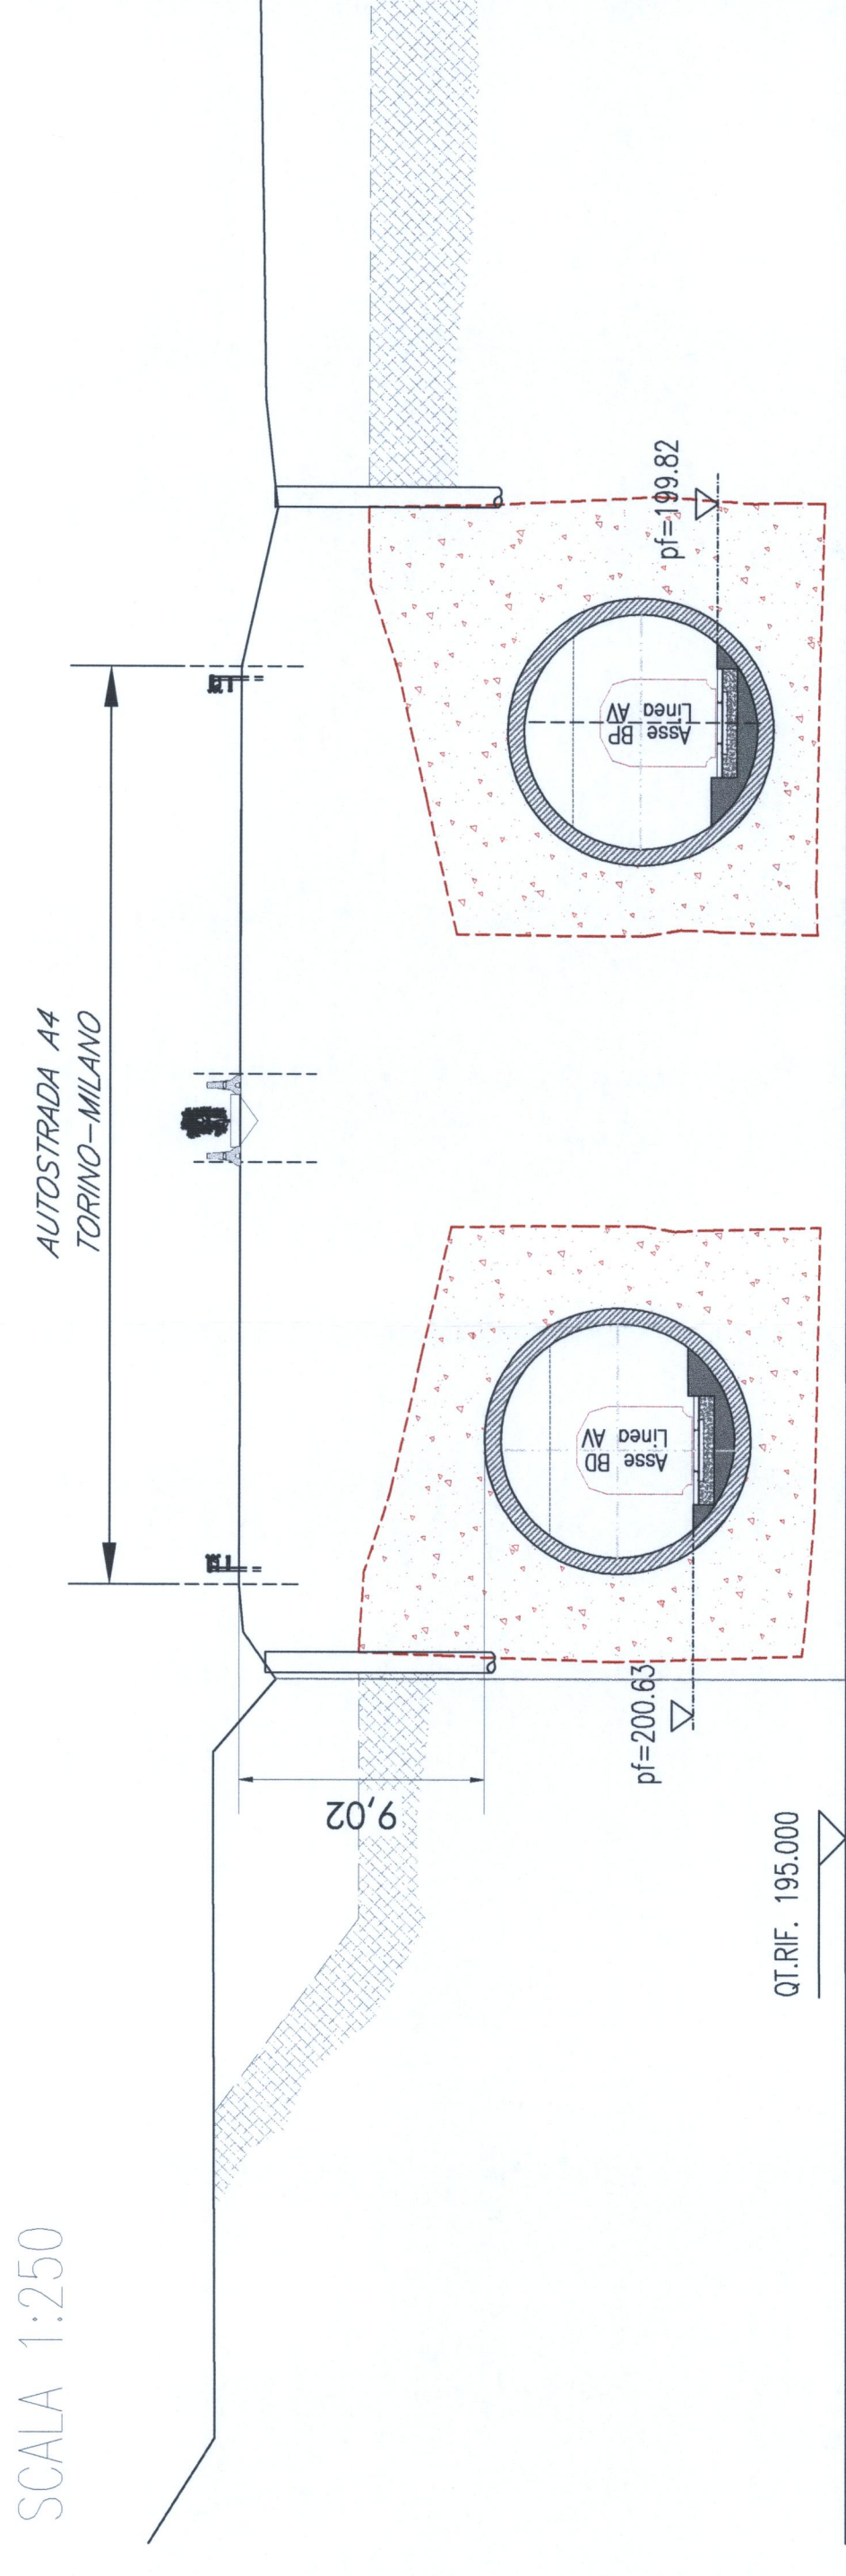 SCALA 1:250
AUTOSTRADA A4
TORINO-MILANO
9,02
QT.RIF. 195.000
pf=200.63
Asse BD
Linea AV
pf=199.82
Asse BP
Linea AV